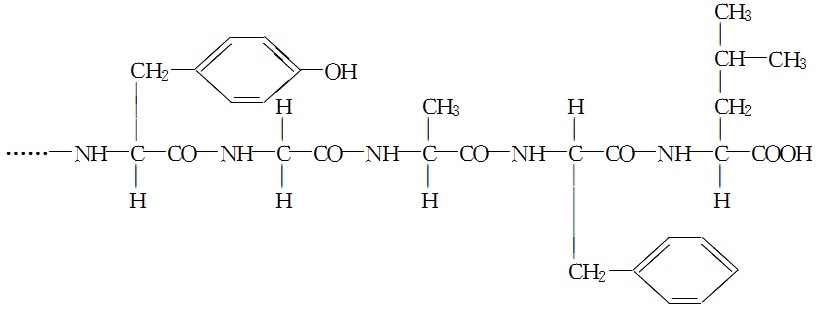 CH3
CH—CH3
CH2—OH
H H CH3 H CH2
······—NH—C—CO—NH—C—CO—NH—C—CO—NH—C—CO—NH—C—COOH
H H H H
CH2